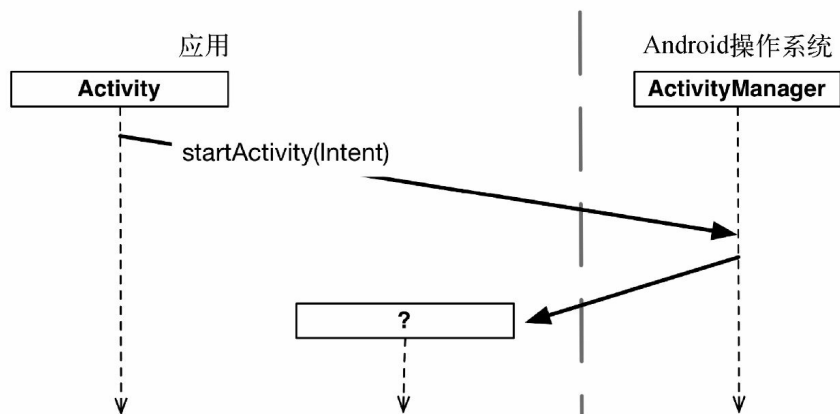 应用
Android操作系统
Activity
ActivityManager
startActivity(Intent)
?